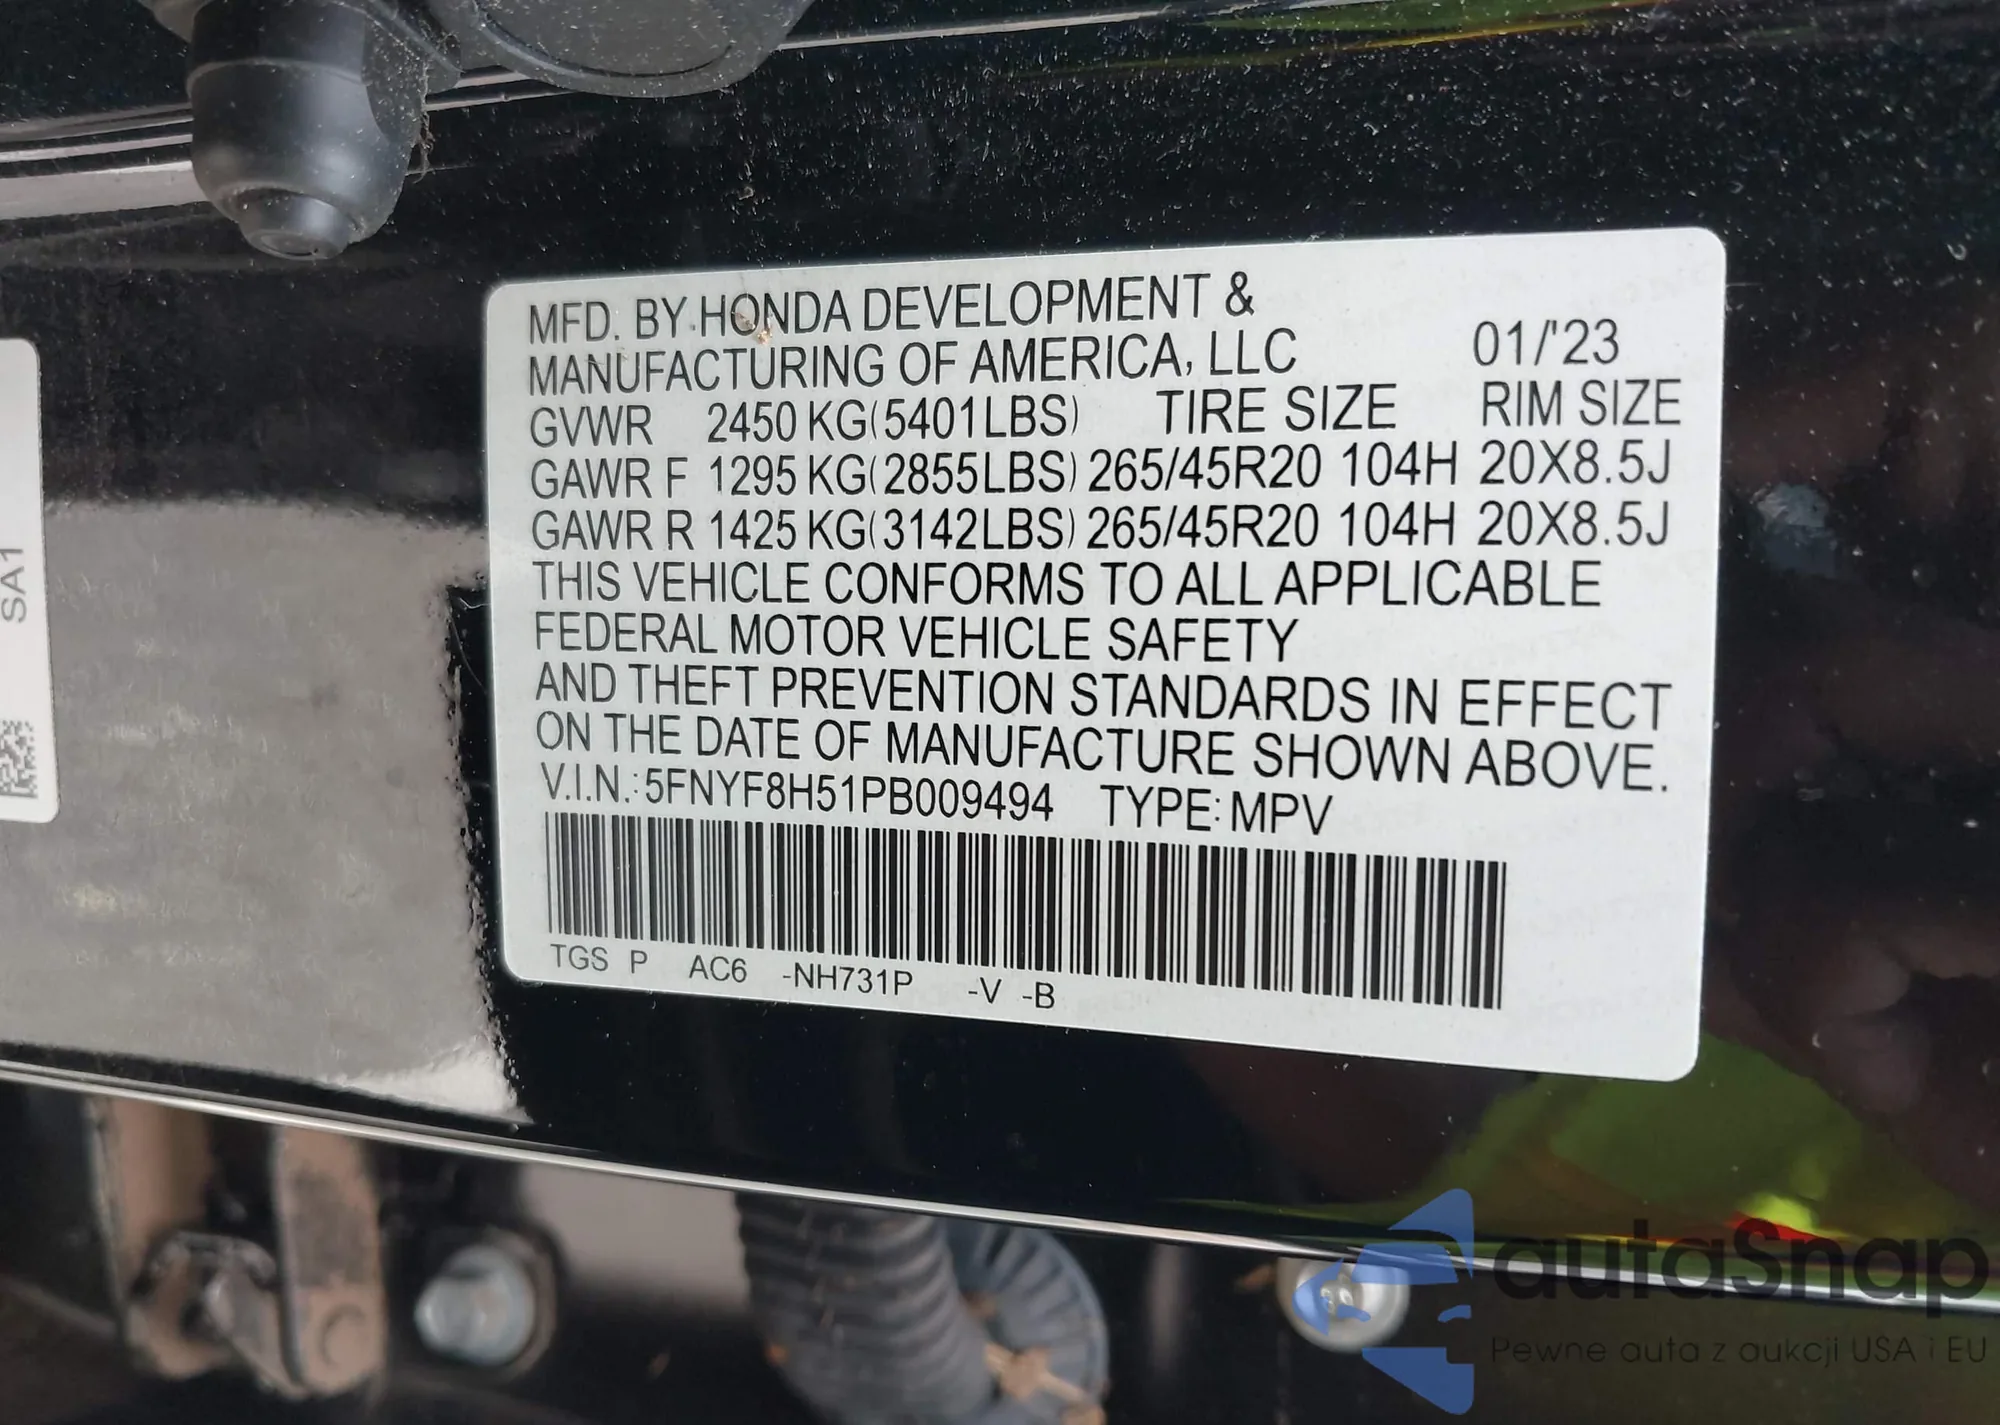 MFD. BY HONDA DEVELOPMENT &
MANUFACTURING OF AMERICA, LLC 01/'23
GVWR 2450 KG(5401LBS) TIRE SIZE RIM SIZE
GAWR F 1295 KG(2855LBS) 265/45R20 104H 20X8.5J
GAWR R 1425 KG(3142LBS) 265/45R20 104H 20X8.5J
THIS VEHICLE CONFORMS TO ALL APPLICABLE
FEDERAL MOTOR VEHICLE SAFETY
AND THEFT PREVENTION STANDARDS IN EFFECT
ON THE DATE OF MANUFACTURE SHOWN ABOVE.
V.I.N.:5FNYF8H51PB009494 TYPE:MPV
TGS P AC6 -NH731P -V -B
SA1
autaSnap
Pewne auta z aukcji USA i EU